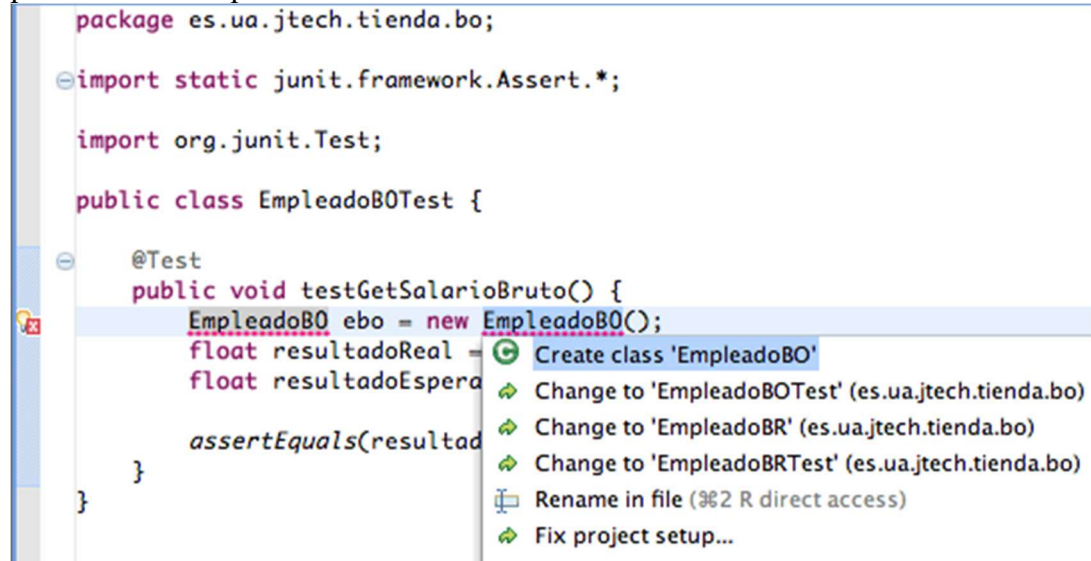 package es.ua.jtech.tienda.bo;
import static junit.framework.Assert.*;
import org.junit.Test;
public class EmpleadoBOTest {
@Test
public void testGetSalarioBruto() {
EmpleadoBO ebo = new EmpleadoBO();
float resultadoReal =
float resultadoEspera
assertEquals(resultad
}
}
Create class 'EmpleadoBO'
Change to 'EmpleadoBOTest' (es.ua.jtech.tienda.bo)
Change to 'EmpleadoBR' (es.ua.jtech.tienda.bo)
Change to 'EmpleadoBRTest' (es.ua.jtech.tienda.bo)
Rename in file (⌘2 R direct access)
Fix project setup...